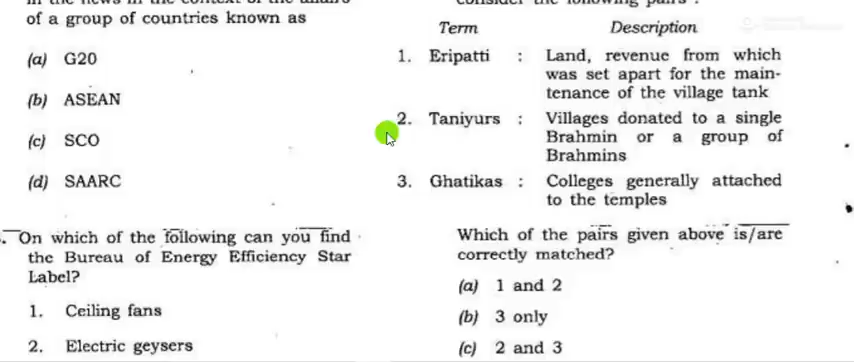 of a group of countries known as
(a) G20
(b) ASEAN
(c) SCO
(d) SAARC
On which of the following can you find
the Bureau of Energy Efficiency Star
Label?
1. Ceiling fans
2. Electric geysers
consider the following pairs :
Term Description
1. Eripatti : Land, revenue from which
was set apart for the main-
tenance of the village tank
2. Taniyurs : Villages donated to a single
Brahmin or a group of
Brahmins
3. Ghatikas : Colleges generally attached
to the temples
Which of the pairs given above is/are
correctly matched?
(a) 1 and 2
(b) 3 only
(c) 2 and 3